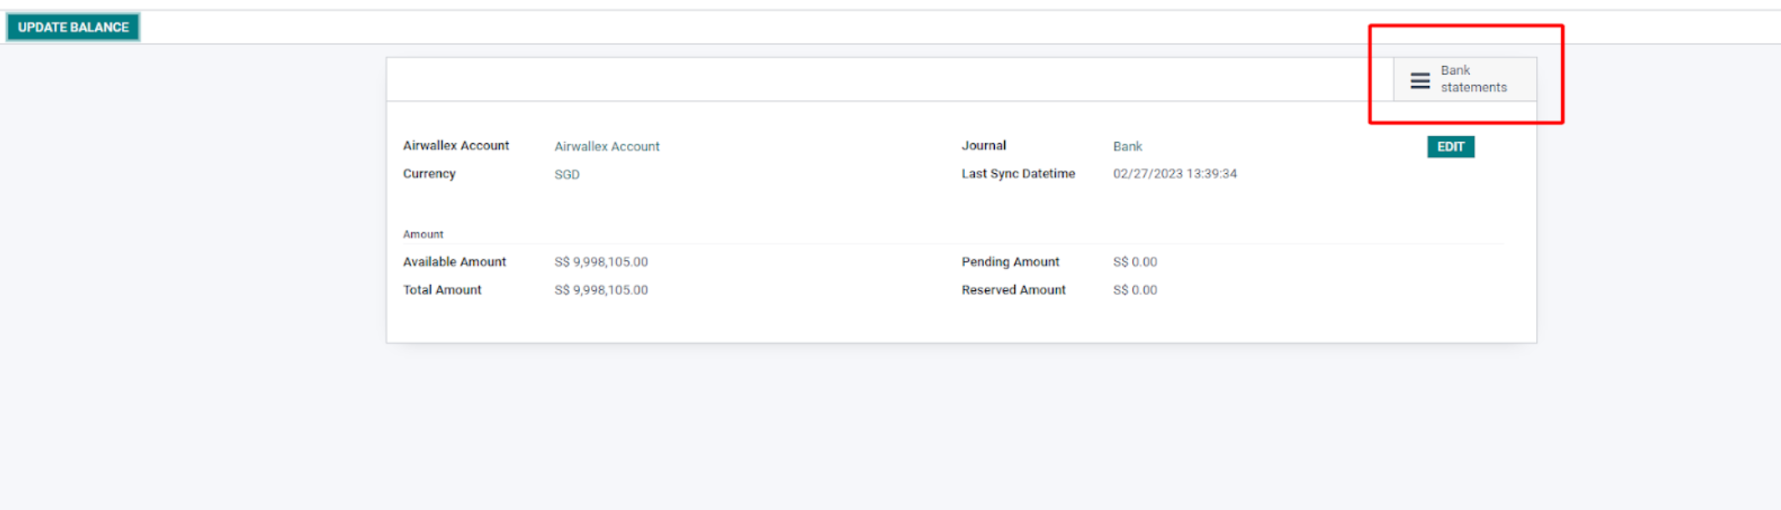 UPDATE BALANCE
Bank
statements
Airwallex Account Airwallex Account Journal Bank EDIT
Currency SGD Last Sync Datetime 02/27/2023 13:39:34
Amount
Available Amount S$ 9,998,105.00 Pending Amount S$ 0.00
Total Amount S$ 9,998,105.00 Reserved Amount S$ 0.00